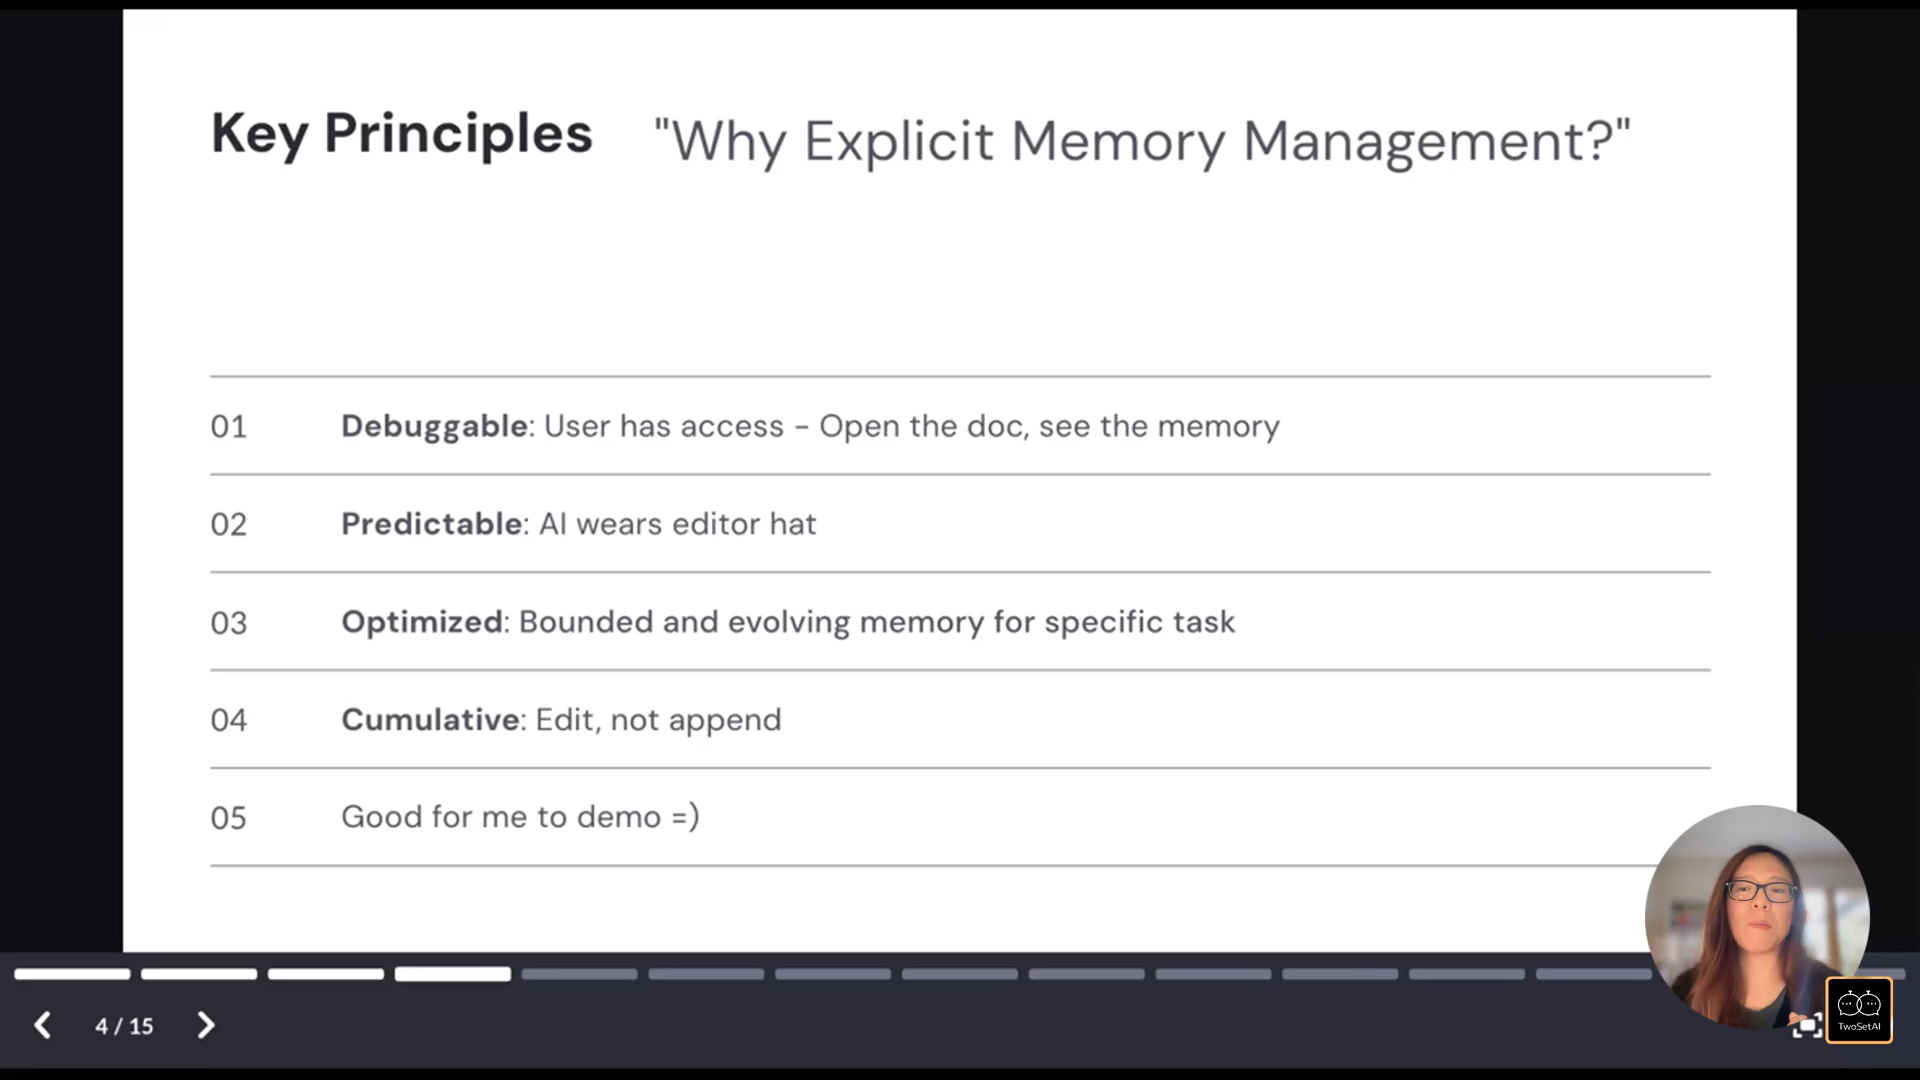 Key Principles "Why Explicit Memory Management?"
01 Debuggable: User has access - Open the doc, see the memory
02 Predictable: AI wears editor hat
03 Optimized: Bounded and evolving memory for specific task
04 Cumulative: Edit, not append
05 Good for me to demo =)
4 / 15
TwoSetAI